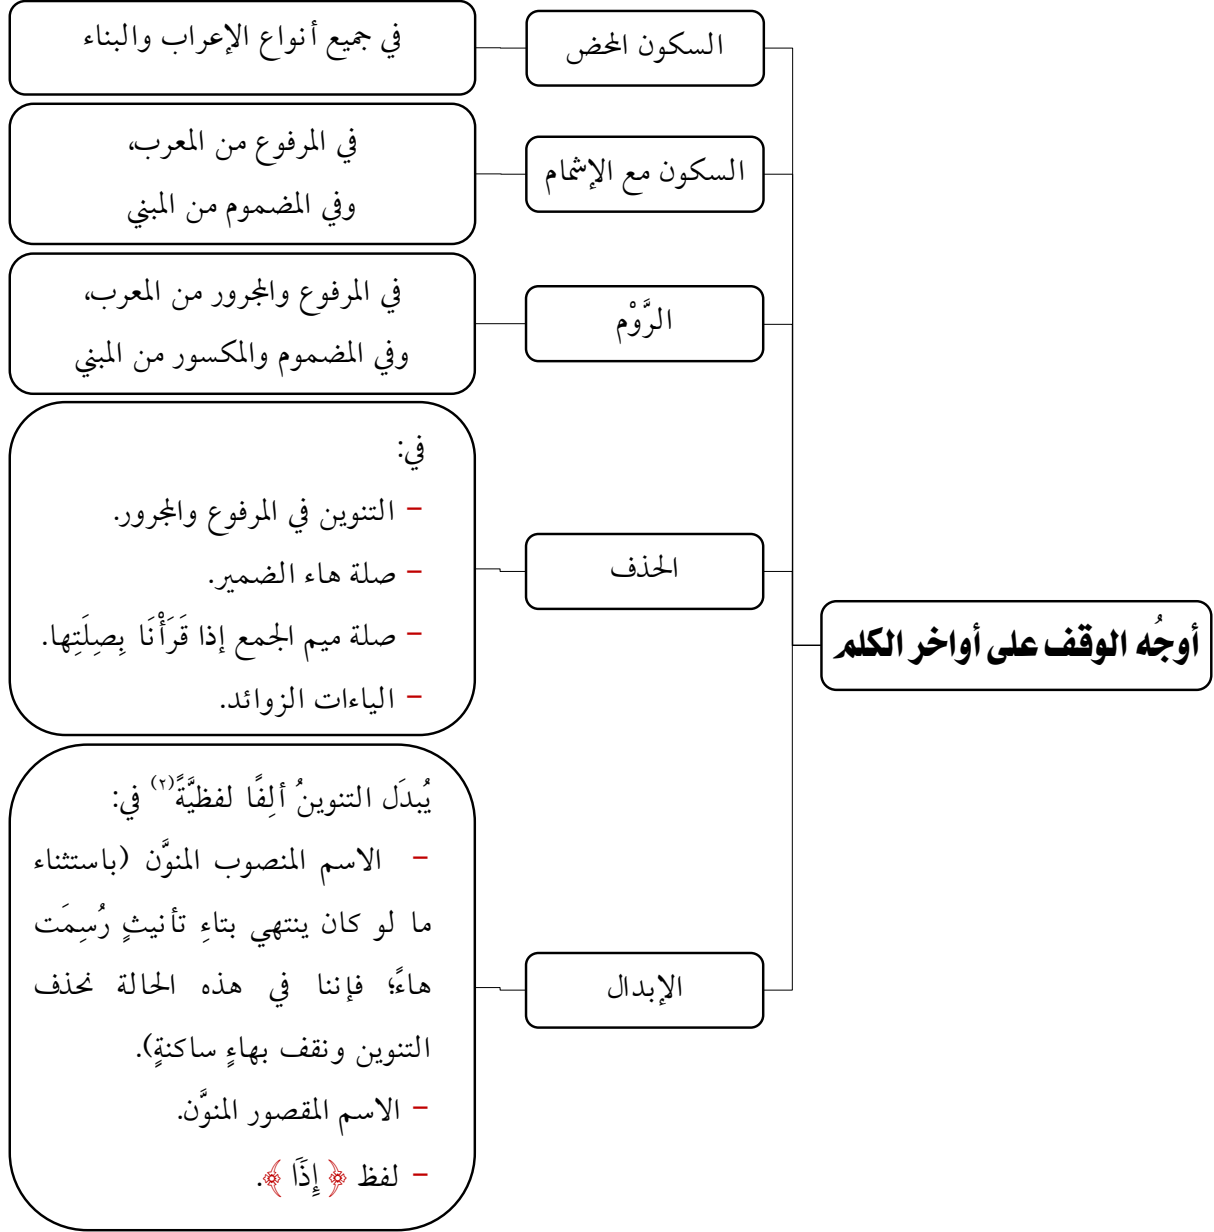 أوجُه الوقف على أواخر الكلم
السكون المحض
في جميع أنواع الإعراب والبناء
السكون مع الإشمام
في المرفوع من المعرب،
وفي المضموم من المبني
الرَّوْم
في المرفوع والمجرور من المعرب،
وفي المضموم والمكسور من المبني
الحذف
في:
– التنوين في المرفوع والمجرور.
– صلة هاء الضمير.
– صلة ميم الجمع إذا قَرَأْنَا بِصِلَتِها.
– الياءات الزوائد.
الإبدال
يُبدَل التنوينُ ألِفًا لفظيَّةً(٢) في:
– الاسم المنصوب المنوَّن (باستثناء
ما لو كان ينتهي بتاءِ تأنيثٍ رُسِمَت
هاءً؛ فإننا في هذه الحالة نحذف
التنوين ونقف بهاءٍ ساكنةٍ).
– الاسم المقصور المنوَّن.
– لفظ ﴿ إِذَاْ ﴾.